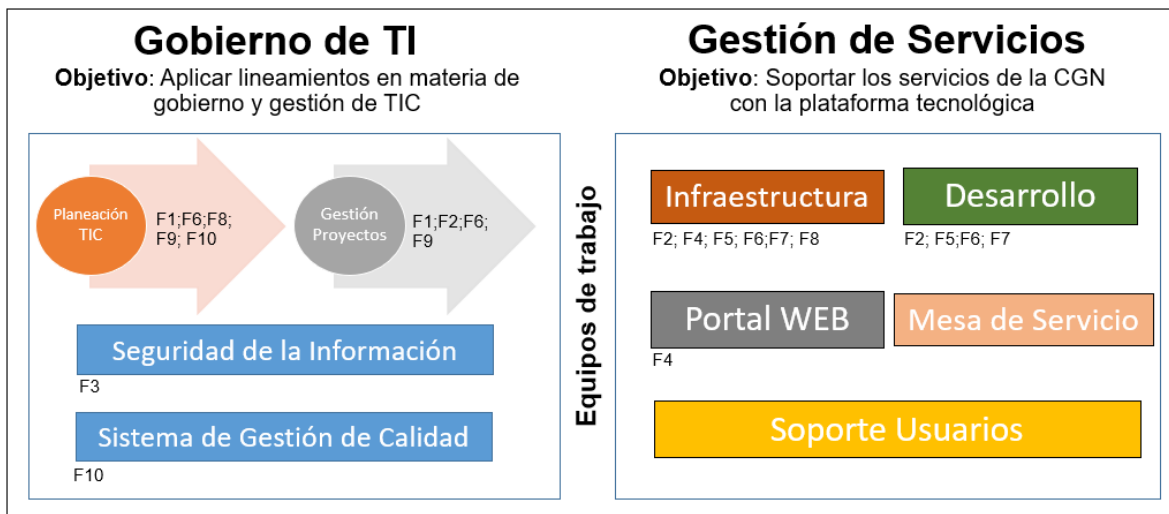 Gobierno de TI
Objetivo: Aplicar lineamientos en materia de
gobierno y gestión de TIC
Planeación
TIC
F1;F6;F8;
F9; F10
Gestión
Proyectos
F1;F2;F6;
F9
Seguridad de la Información
F3
Sistema de Gestión de Calidad
F10
Equipos de trabajo
Gestión de Servicios
Objetivo: Soportar los servicios de la CGN
con la plataforma tecnológica
Infraestructura
F2; F4; F5; F6;F7; F8
Desarrollo
F2; F5;F6; F7
Portal WEB
F4
Mesa de Servicio
Soporte Usuarios